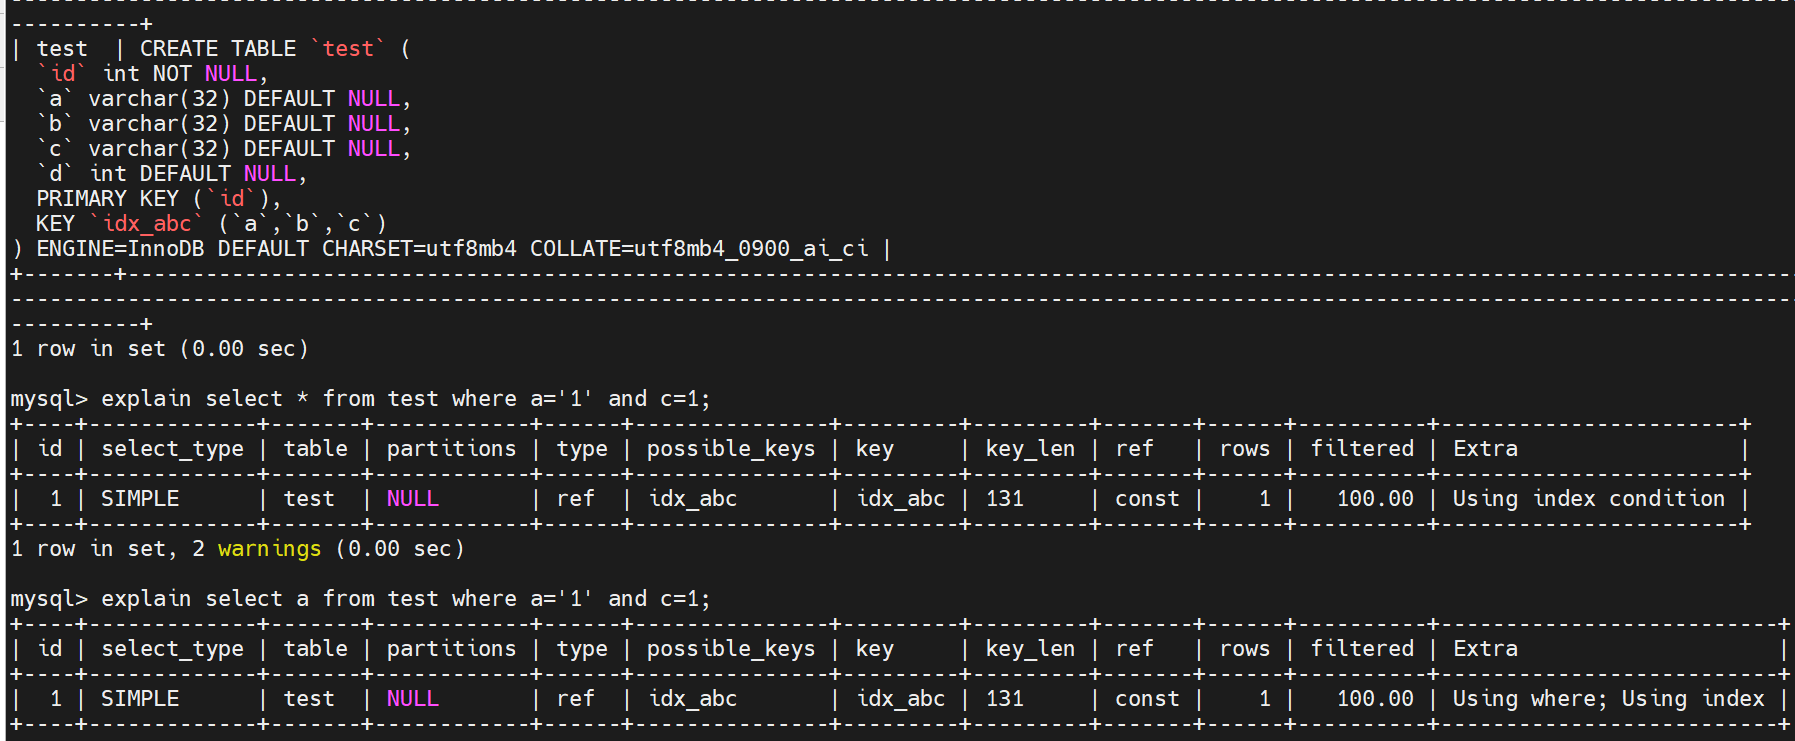 ----------+
| test  | CREATE TABLE `test` (
  `id` int NOT NULL,
  `a` varchar(32) DEFAULT NULL,
  `b` varchar(32) DEFAULT NULL,
  `c` varchar(32) DEFAULT NULL,
  `d` int DEFAULT NULL,
  PRIMARY KEY (`id`),
  KEY `idx_abc` (`a`,`b`,`c`)
) ENGINE=InnoDB DEFAULT CHARSET=utf8mb4 COLLATE=utf8mb4_0900_ai_ci |
+-------+--------------------------------------------------------------------------------------------------------------------------------
------------------------------------------------------------------------------------------------------------------------------------------
----------+
1 row in set (0.00 sec)

mysql> explain select * from test where a='1' and c=1;
+----+-------------+-------+------------+------+---------------+---------+---------+-------+------+----------+-----------------------+
| id | select_type | table | partitions | type | possible_keys | key     | key_len | ref   | rows | filtered | Extra                 |
+----+-------------+-------+------------+------+---------------+---------+---------+-------+------+----------+-----------------------+
|  1 | SIMPLE      | test  | NULL       | ref  | idx_abc       | idx_abc | 131     | const |    1 |   100.00 | Using index condition |
+----+-------------+-------+------------+------+---------------+---------+---------+-------+------+----------+-----------------------+
1 row in set, 2 warnings (0.00 sec)

mysql> explain select a from test where a='1' and c=1;
+----+-------------+-------+------------+------+---------------+---------+---------+-------+------+----------+--------------------------+
| id | select_type | table | partitions | type | possible_keys | key     | key_len | ref   | rows | filtered | Extra                    |
+----+-------------+-------+------------+------+---------------+---------+---------+-------+------+----------+--------------------------+
|  1 | SIMPLE      | test  | NULL       | ref  | idx_abc       | idx_abc | 131     | const |    1 |   100.00 | Using where; Using index |
+----+-------------+-------+------------+------+---------------+---------+---------+-------+------+----------+--------------------------+